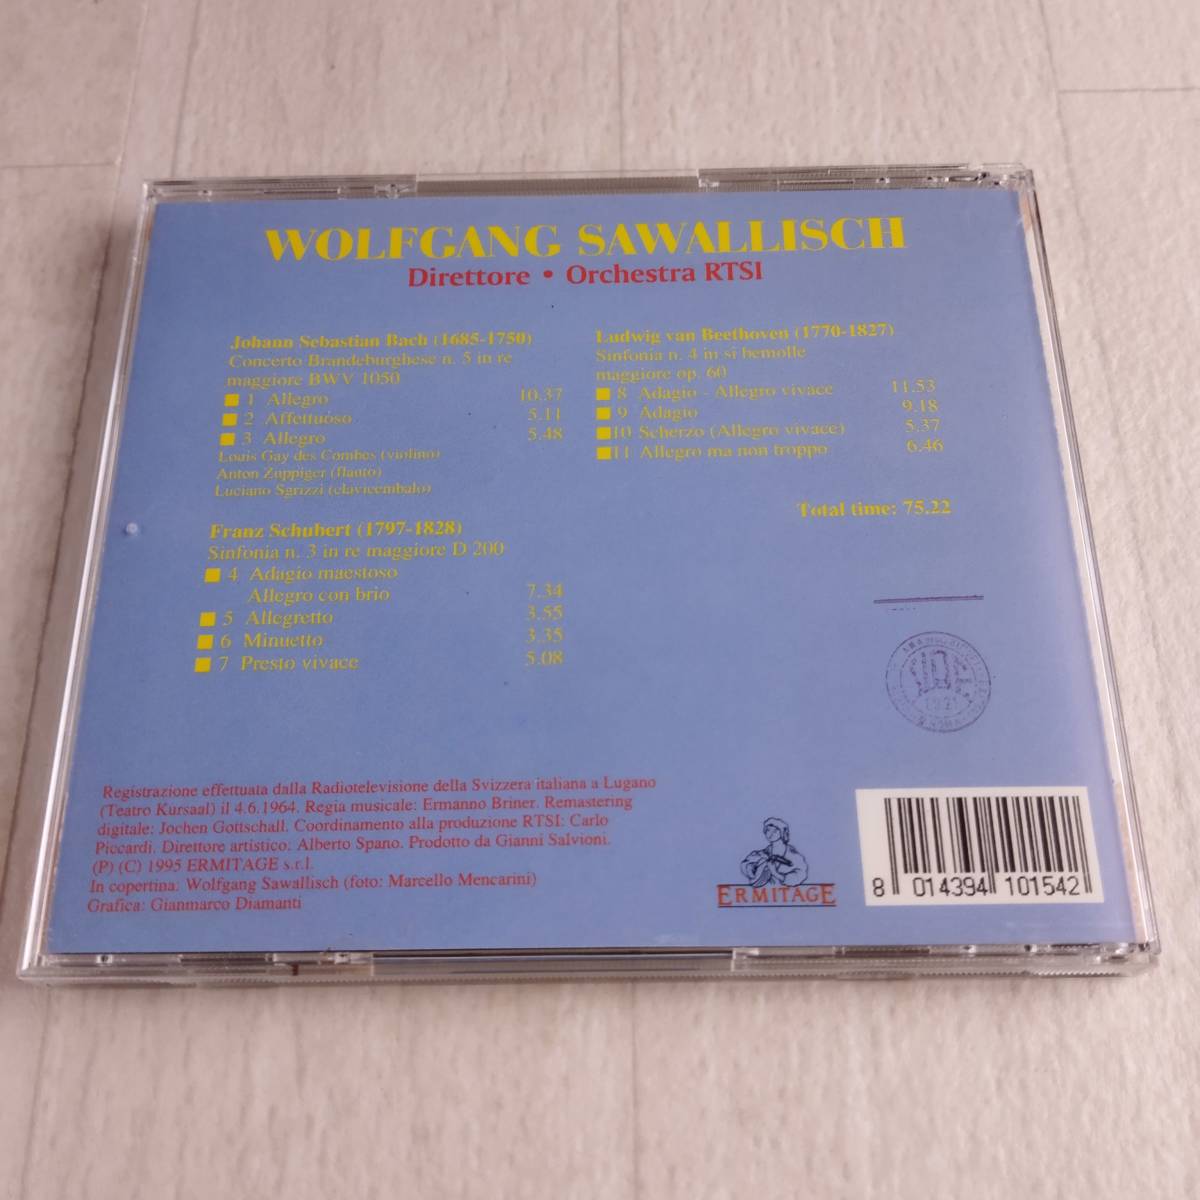 WOLFGANG SAWALLISCH
Direttore • Orchestra RTSI
Johann Sebastian Bach (1685-1750)
Concerto Brandeburghese n. 5 in re
maggiore BWV 1050
1 Allegro 10.37
2 Affettuoso 5.11
3 Allegro 5.48
Louis Gay des Combes (violino)
Anton Zuppiger (flauto)
Luciano Sgrizzi (clavicembalo)
Franz Schubert (1797-1828)
Sinfonia n. 3 in re maggiore D 200
4 Adagio maestoso
Allegro con brio 7.34
5 Allegretto 3.55
6 Minuetto 3.35
7 Presto vivace 5.08
Ludwig van Beethoven (1770-1827)
Sinfonia n. 4 in si bemolle
maggiore op. 60
8 Adagio - Allegro vivace 11.53
9 Adagio 9.18
10 Scherzo (Allegro vivace) 5.37
11 Allegro ma non troppo 6.46
Total time: 75.22
Registrazione effettuata dalla Radiotelevisione della Svizzera italiana a Lugano
(Teatro Kursaal) il 4.6.1964. Regia musicale: Ermanno Briner. Remastering
digitale: Jochen Gottschall. Coordinamento alla produzione RTSI: Carlo
Piccardi. Direttore artistico: Alberto Spano. Prodotto da Gianni Salvioni.
(P) (C) 1995 ERMITAGE s.r.l.
In copertina: Wolfgang Sawallisch (foto: Marcello Mencarini)
Grafica: Gianmarco Diamanti
ERMITAGE
8 014394 101542